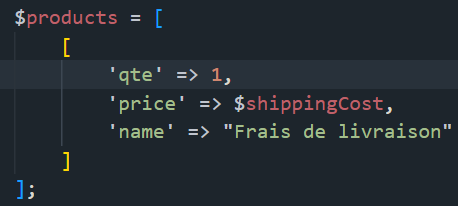 $products = [
    [
        'qte' => 1,
        'price' => $shippingCost,
        'name' => "Frais de livraison"
    ]
];